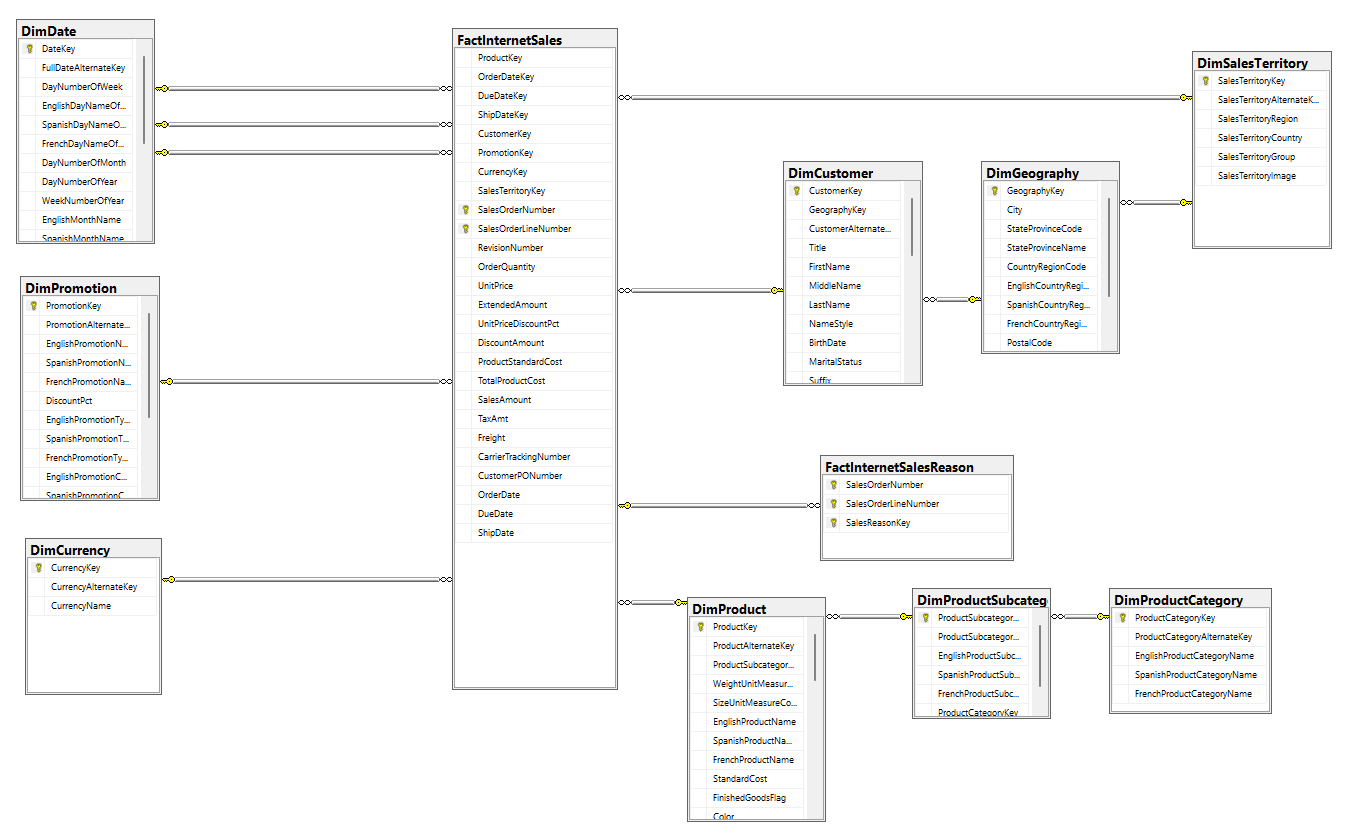 DimDate
DateKey
FullDateAlternateKey
DayNumberOfWeek
EnglishDayNameOf...
SpanishDayNameO...
FrenchDayNameOf...
DayNumberOfMonth
DayNumberOfYear
WeekNumberOfYear
EnglishMonthName
SpanishMonthName
DimPromotion
PromotionKey
PromotionAlternate...
EnglishPromotionN...
SpanishPromotionN...
FrenchPromotionNa...
DiscountPct
EnglishPromotionTy...
SpanishPromotionT...
FrenchPromotionTy...
EnglishPromotionC...
SpanishPromotionC...
DimCurrency
CurrencyKey
CurrencyAlternateKey
CurrencyName
FactInternetSales
ProductKey
OrderDateKey
DueDateKey
ShipDateKey
CustomerKey
PromotionKey
CurrencyKey
SalesTerritoryKey
SalesOrderNumber
SalesOrderLineNumber
RevisionNumber
OrderQuantity
UnitPrice
ExtendedAmount
UnitPriceDiscountPct
DiscountAmount
ProductStandardCost
TotalProductCost
SalesAmount
TaxAmt
Freight
CarrierTrackingNumber
CustomerPONumber
OrderDate
DueDate
ShipDate
DimCustomer
CustomerKey
GeographyKey
CustomerAlternate...
Title
FirstName
MiddleName
LastName
NameStyle
BirthDate
MaritalStatus
Suffix
DimGeography
GeographyKey
City
StateProvinceCode
StateProvinceName
CountryRegionCode
EnglishCountryRegi...
SpanishCountryReg...
FrenchCountryRegi...
PostalCode
DimSalesTerritory
SalesTerritoryKey
SalesTerritoryAlternateK...
SalesTerritoryRegion
SalesTerritoryCountry
SalesTerritoryGroup
SalesTerritoryImage
FactInternetSalesReason
SalesOrderNumber
SalesOrderLineNumber
SalesReasonKey
DimProduct
ProductKey
ProductAlternateKey
ProductSubcategor...
WeightUnitMeasur...
SizeUnitMeasureCo...
EnglishProductName
SpanishProductNa...
FrenchProductName
StandardCost
FinishedGoodsFlag
Color
DimProductSubcateg
ProductSubcategor...
ProductSubcategor...
EnglishProductSubc...
SpanishProductSub...
FrenchProductSubc...
ProductCategoryKey
DimProductCategory
ProductCategoryKey
ProductCategoryAlternateKey
EnglishProductCategoryName
SpanishProductCategoryName
FrenchProductCategoryName